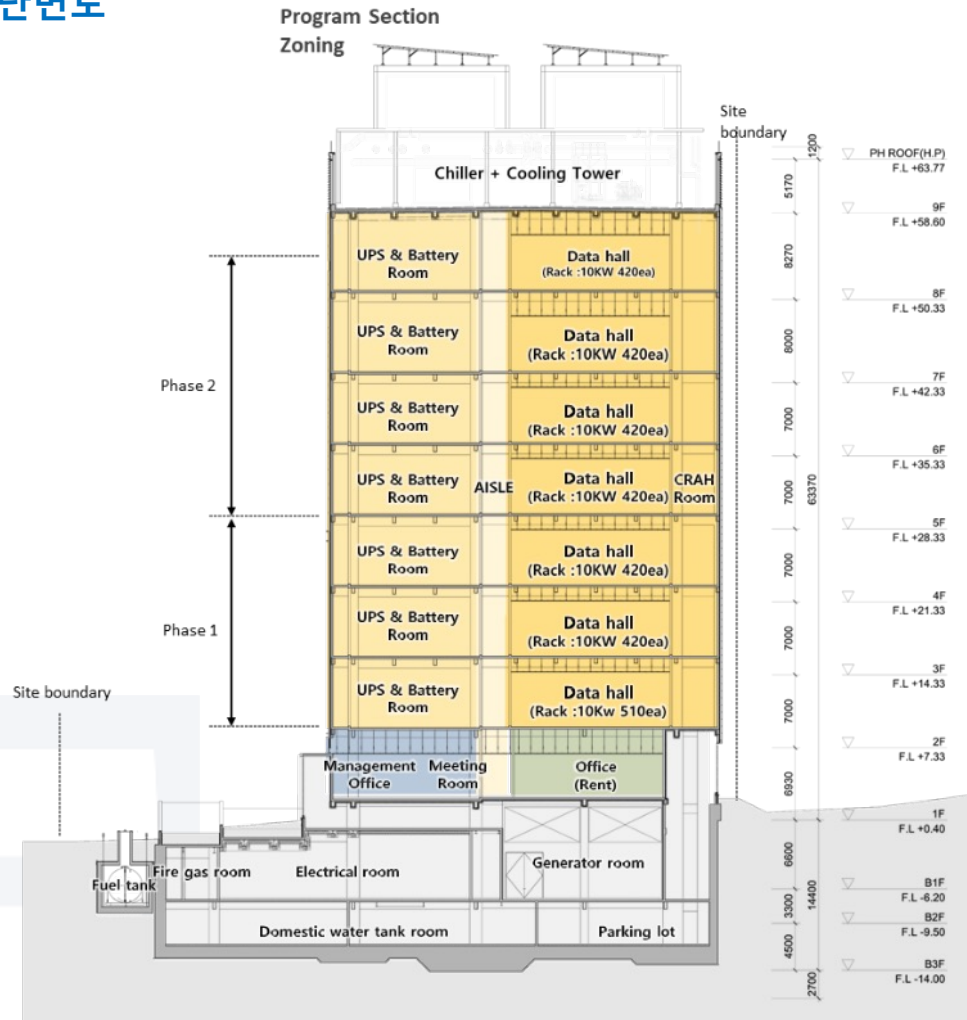 단면도
Program Section
Zoning
Site
boundary
Chiller + Cooling Tower
UPS & Battery
Room
Data hall
(Rack :10KW 420ea)
UPS & Battery
Room
Data hall
(Rack :10KW 420ea)
Phase 2
UPS & Battery
Room
Data hall
(Rack :10KW 420ea)
UPS & Battery
Room
AISLE
Data hall
(Rack :10KW 420ea)
CRAH
Room
UPS & Battery
Room
Data hall
(Rack :10KW 420ea)
Phase 1
UPS & Battery
Room
Data hall
(Rack :10KW 420ea)
UPS & Battery
Room
Data hall
(Rack :10Kw 510ea)
Site boundary
Management
Office
Meeting
Room
Office
(Rent)
Fuel tank
Fire gas room
Electrical room
Generator room
Domestic water tank room
Parking lot
1200
5170
8270
8000
7000
7000
7000
7000
7000
6930
6600
3300
4500
2700
63370
14400
PH ROOF(H.P)
F.L +63.77
9F
F.L +58.60
8F
F.L +50.33
7F
F.L +42.33
6F
F.L +35.33
5F
F.L +28.33
4F
F.L +21.33
3F
F.L +14.33
2F
F.L +7.33
1F
F.L +0.40
B1F
F.L -6.20
B2F
F.L -9.50
B3F
F.L -14.00